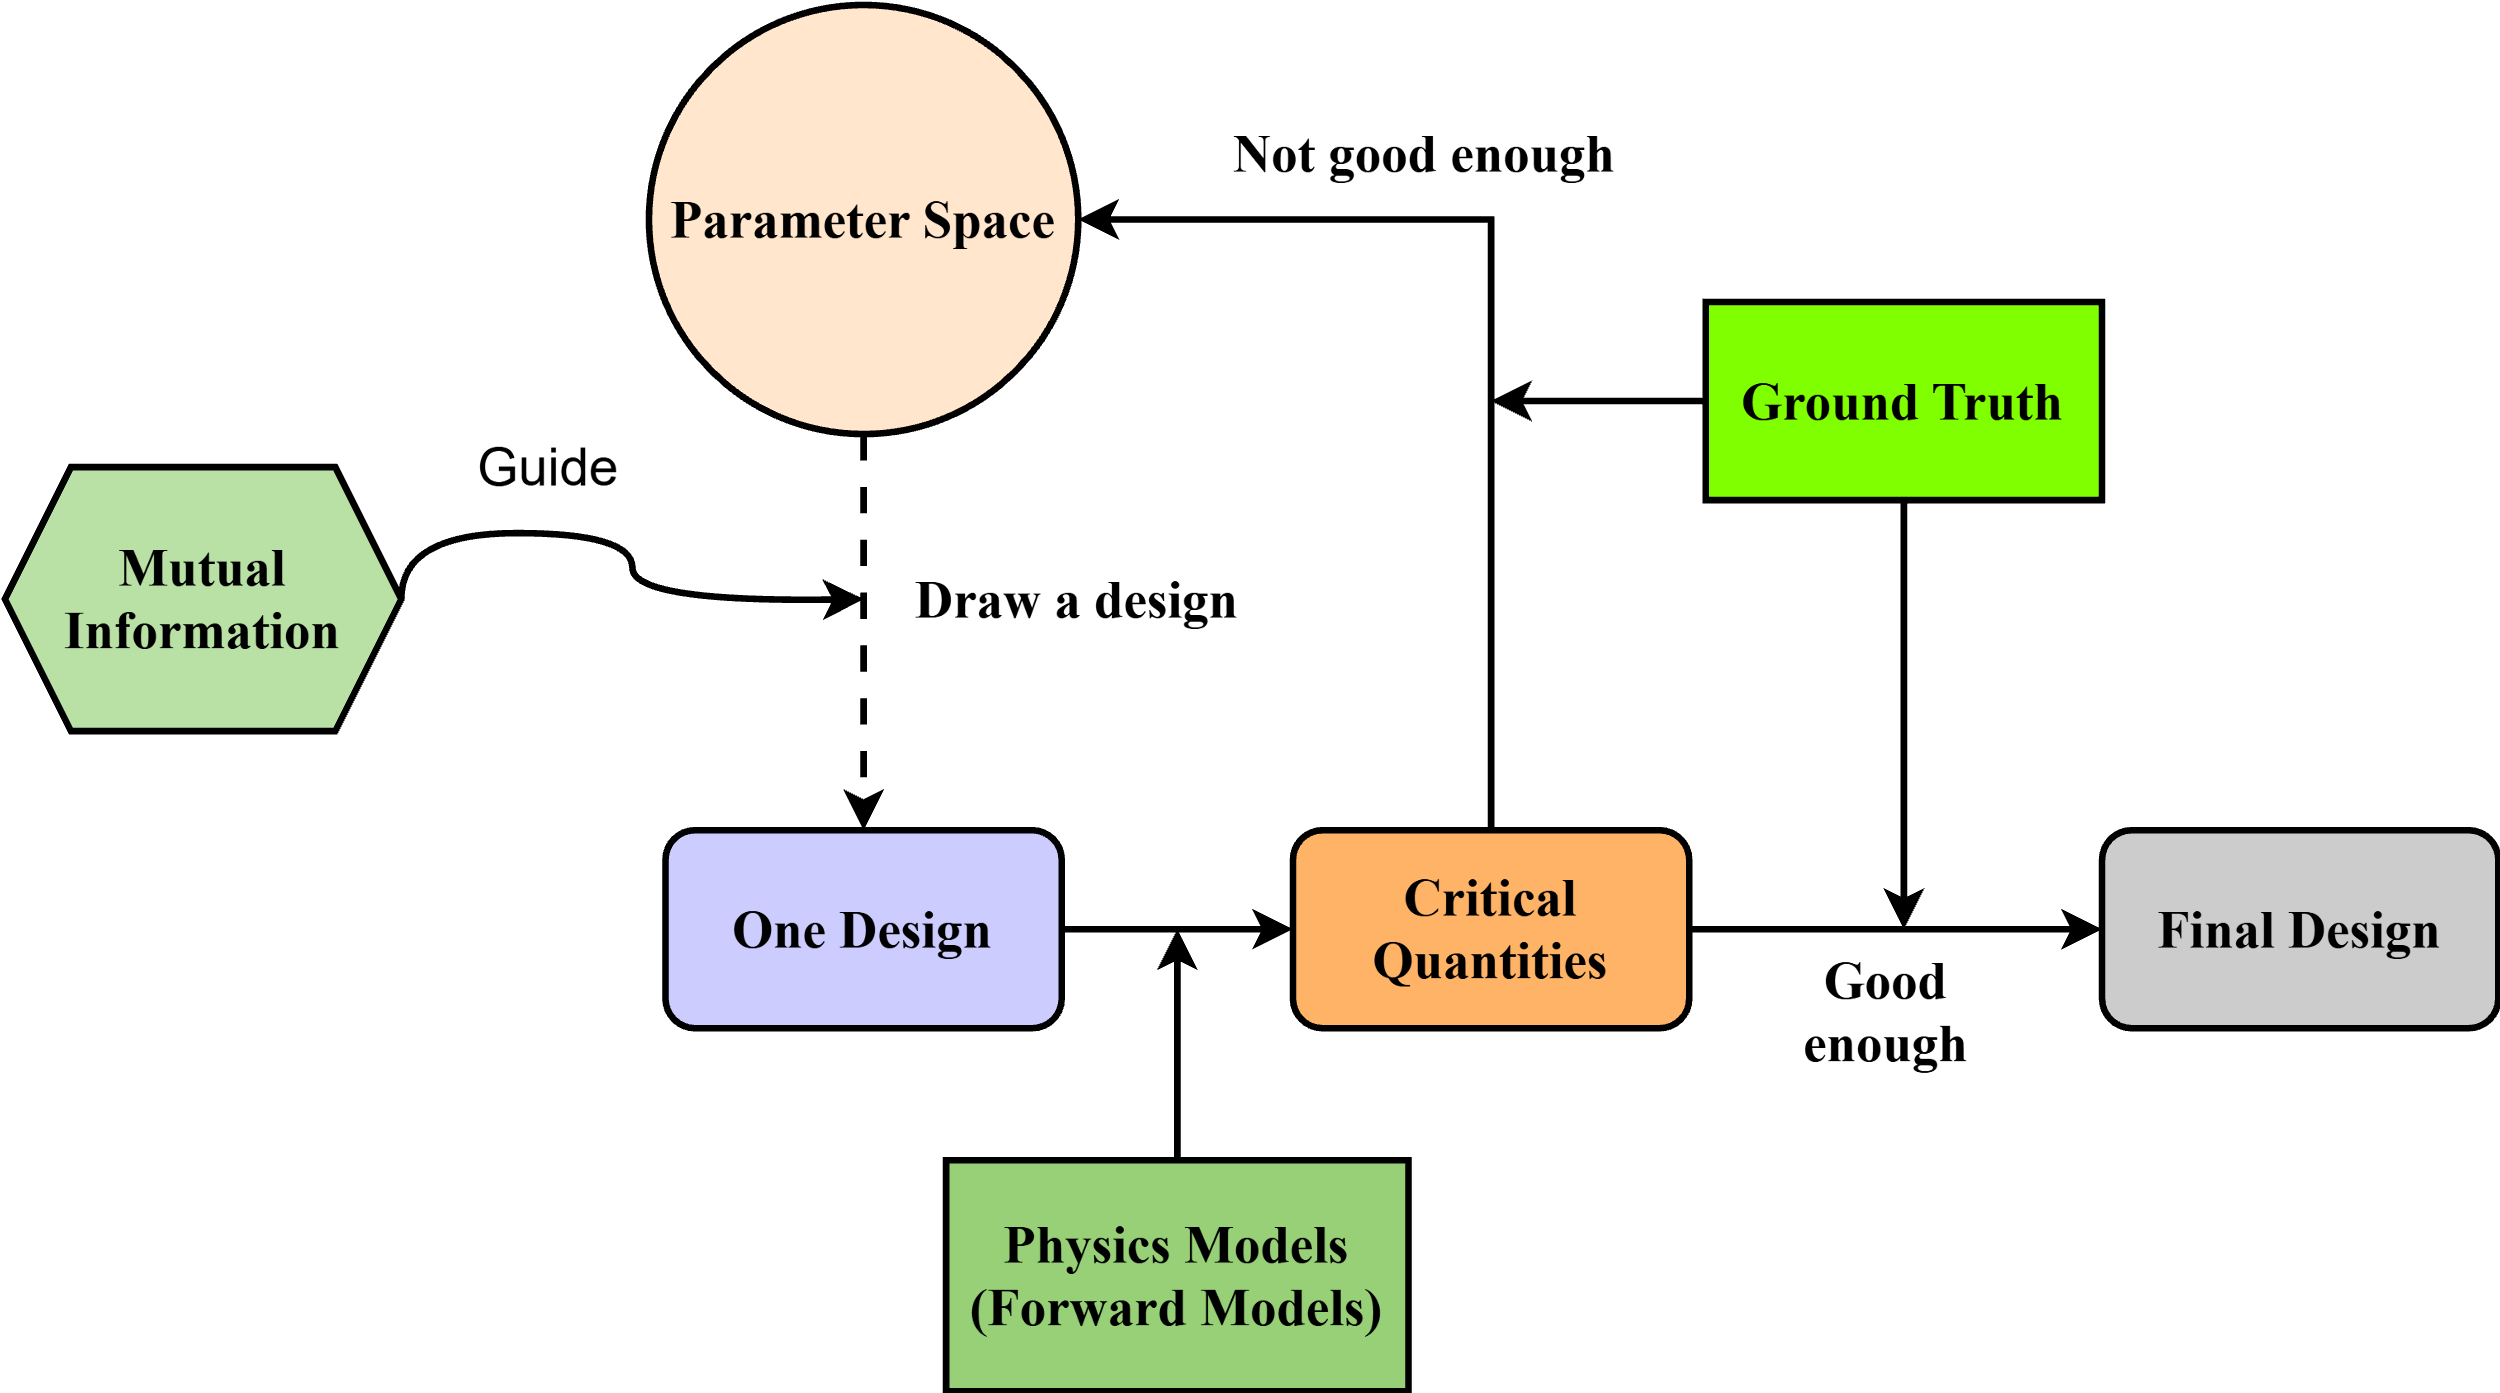 Not good enough
Parameter Space
Ground Truth
Guide
Mutual
Information
Draw a design
One Design
Critical
Quantities
Final Design
Good
enough
Physics Models
(Forward Models)